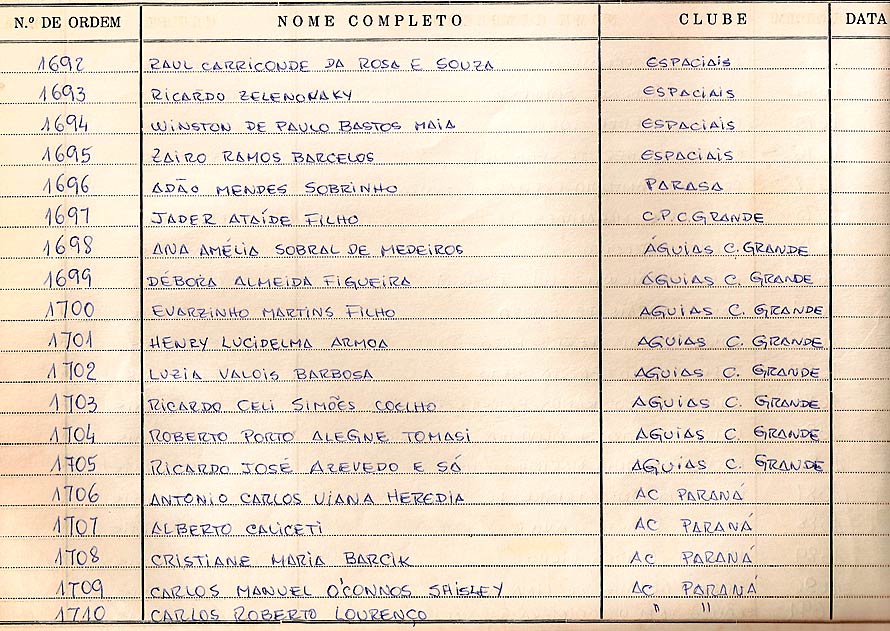 N.º DE ORDEM NOME COMPLETO CLUBE DATA
1692 RAUL CARRICONDE DA ROSA E SOUZA ESPACIAIS
1693 RICARDO ZELENONAKY ESPACIAIS
1694 WINSTON DE PAULO BASTOS MAIA ESPACIAIS
1695 ZAIRO RAMOS BARCELOS ESPACIAIS
1696 ADÃO MENDES SOBRINHO PARASA
1697 JADER ATAÍDE FILHO C.P.C.GRANDE
1698 ANA AMÉLIA SOBRAL DE MEDEIROS ÁGUIAS C.GRANDE
1699 DÉBORA ALMEIDA FIGUEIRA ÁGUIAS C. GRANDE
1700 EVARZINHO MARTINS FILHO AGUIAS C. GRANDE
1701 HENRY LUCIDELMA ARMOA AGUIAS C. GRANDE
1702 LUZIA VALOIS BARBOSA AGUIAS C. GRANDE
1703 RICARDO CELI SIMÕES COELHO AGUIAS C. GRANDE
1704 ROBERTO PORTO ALEGNE TOMASI AGUIAS C. GRANDE
1705 RICARDO JOSÉ AZEVEDO E SÁ AGUIAS C. GRANDE
1706 ANTONIO CARLOS VIANA HEREDIA AC PARANÁ
1707 ALBERTO CALICETI AC PARANÁ
1708 CRISTIANE MARIA BARCIK AC PARANÁ
1709 CARLOS MANUEL O'CONNOS SHISLEY AC PARANÁ
1710 CARLOS ROBERTO LOURENÇO " "